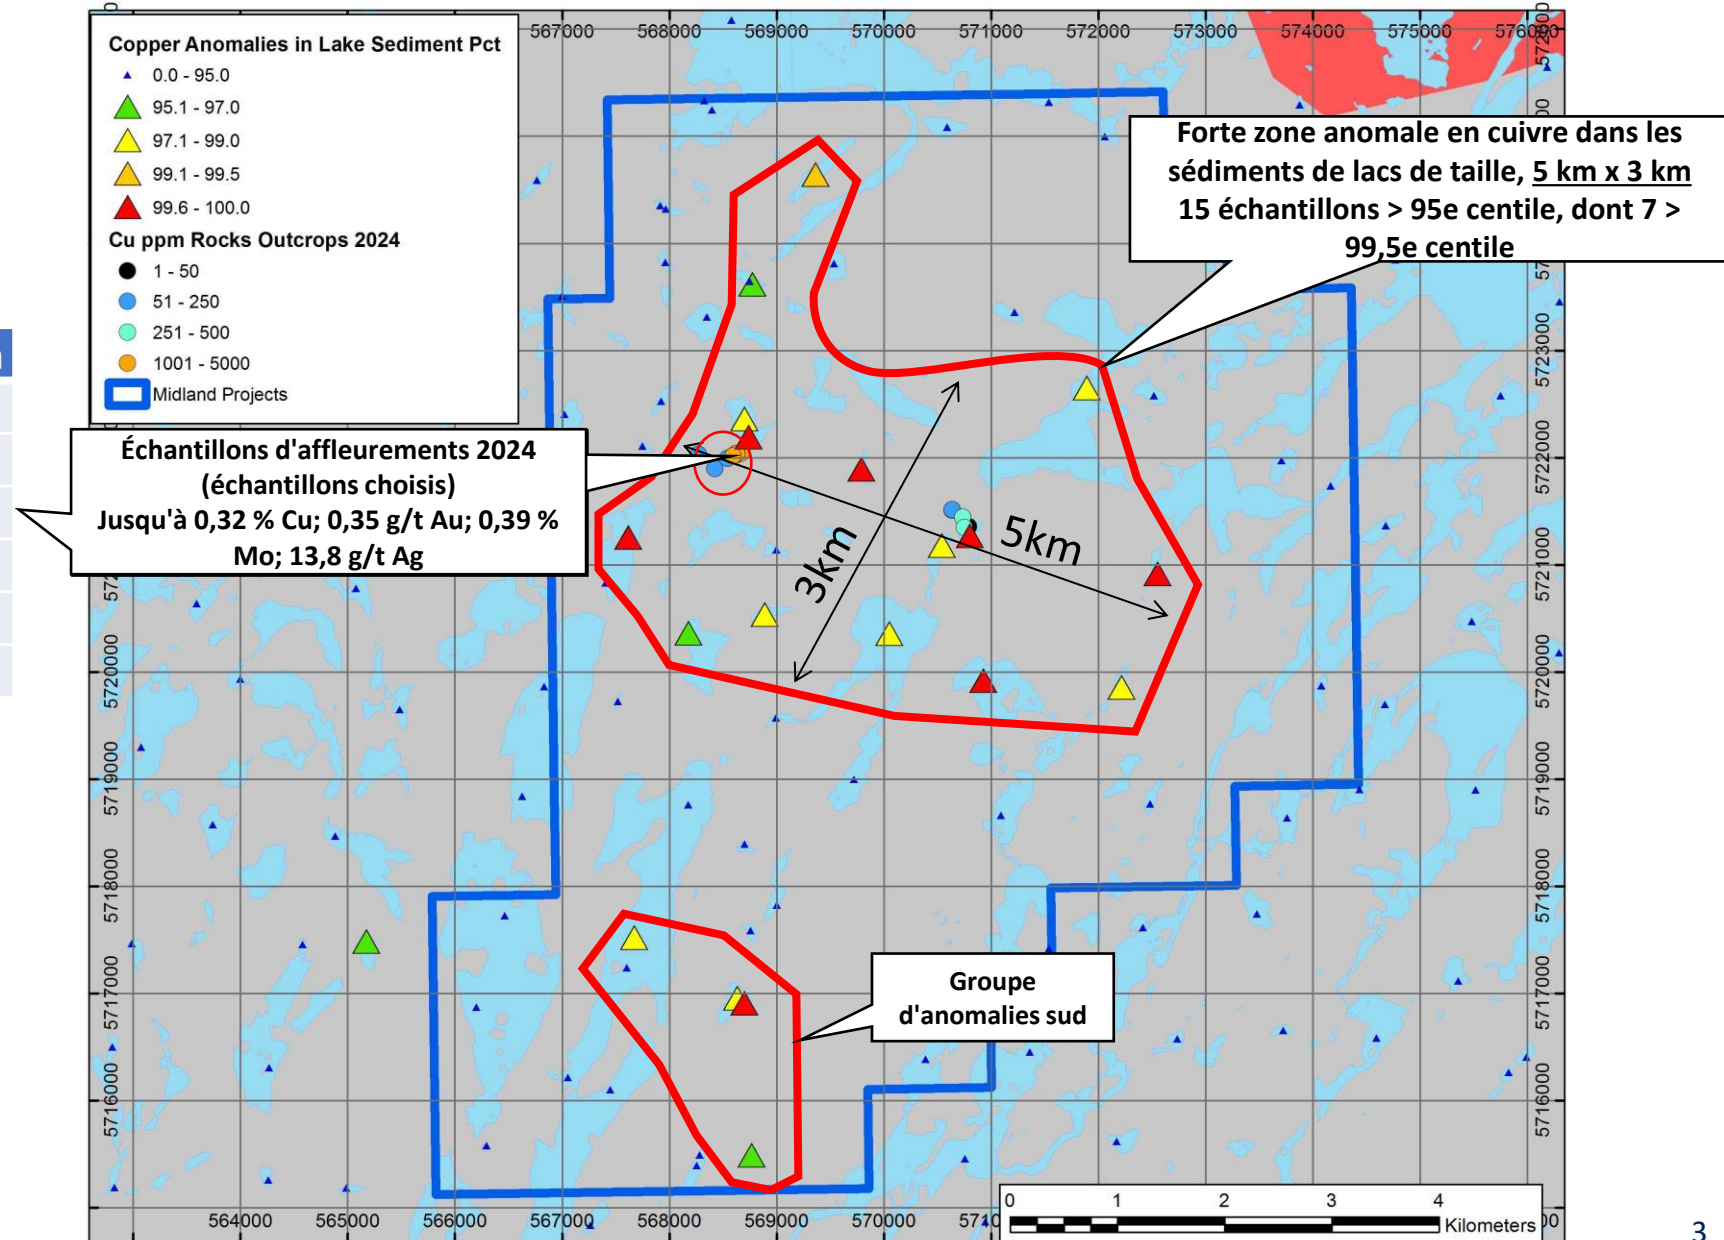 Copper Anomalies in Lake Sediment Pct
0.0 - 95.0
95.1 - 97.0
97.1 - 99.0
99.1 - 99.5
99.6 - 100.0
Cu ppm Rocks Outcrops 2024
1 - 50
51 - 250
251 - 500
1001 - 5000
Midland Projects
567000 568000 569000 570000 571000 572000 573000 574000 575000 576000
Forte zone anomale en cuivre dans les
sédiments de lacs de taille, 5 km x 3 km
15 échantillons > 95e centile, dont 7 >
99,5e centile
Échantillons d'affleurements 2024
(échantillons choisis)
Jusqu'à 0,32 % Cu; 0,35 g/t Au; 0,39 %
Mo; 13,8 g/t Ag
3km
5km
Groupe
d'anomalies sud
5720000
5719000
5718000
5717000
5716000
5723000
5722000
5721000
5720000
5719000
5718000
5717000
5716000
564000 565000 566000 567000 568000 569000 570000
0 1 2 3 4
Kilometers
3